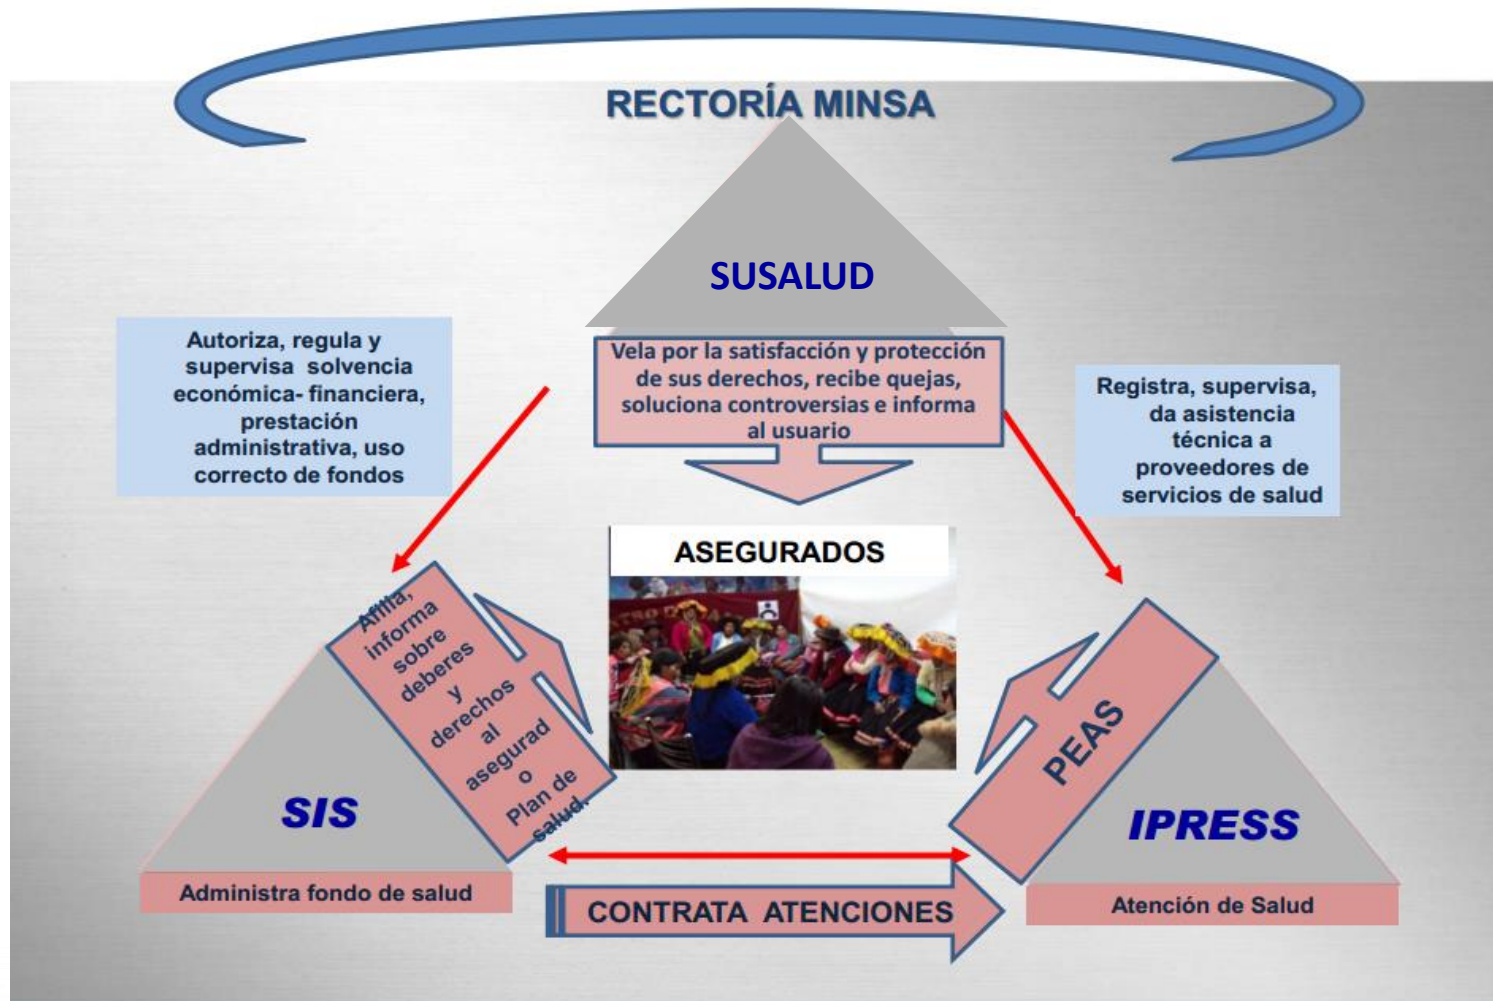 RECTORÍA MINSA
SUSALUD
Autoriza, regula y
supervisa solvencia
económica- financiera,
prestación
administrativa, uso
correcto de fondos
Vela por la satisfacción y protección
de sus derechos, recibe quejas,
soluciona controversias e informa
al usuario
Registra, supervisa,
da asistencia
técnica a
proveedores de
servicios de salud
ASEGURADOS
Afilia,
informa
sobre
deberes
y
derechos
al
asegurad
o
Plan de
salud.
PEAS
SIS
IPRESS
Administra fondo de salud
CONTRATA ATENCIONES
Atención de Salud